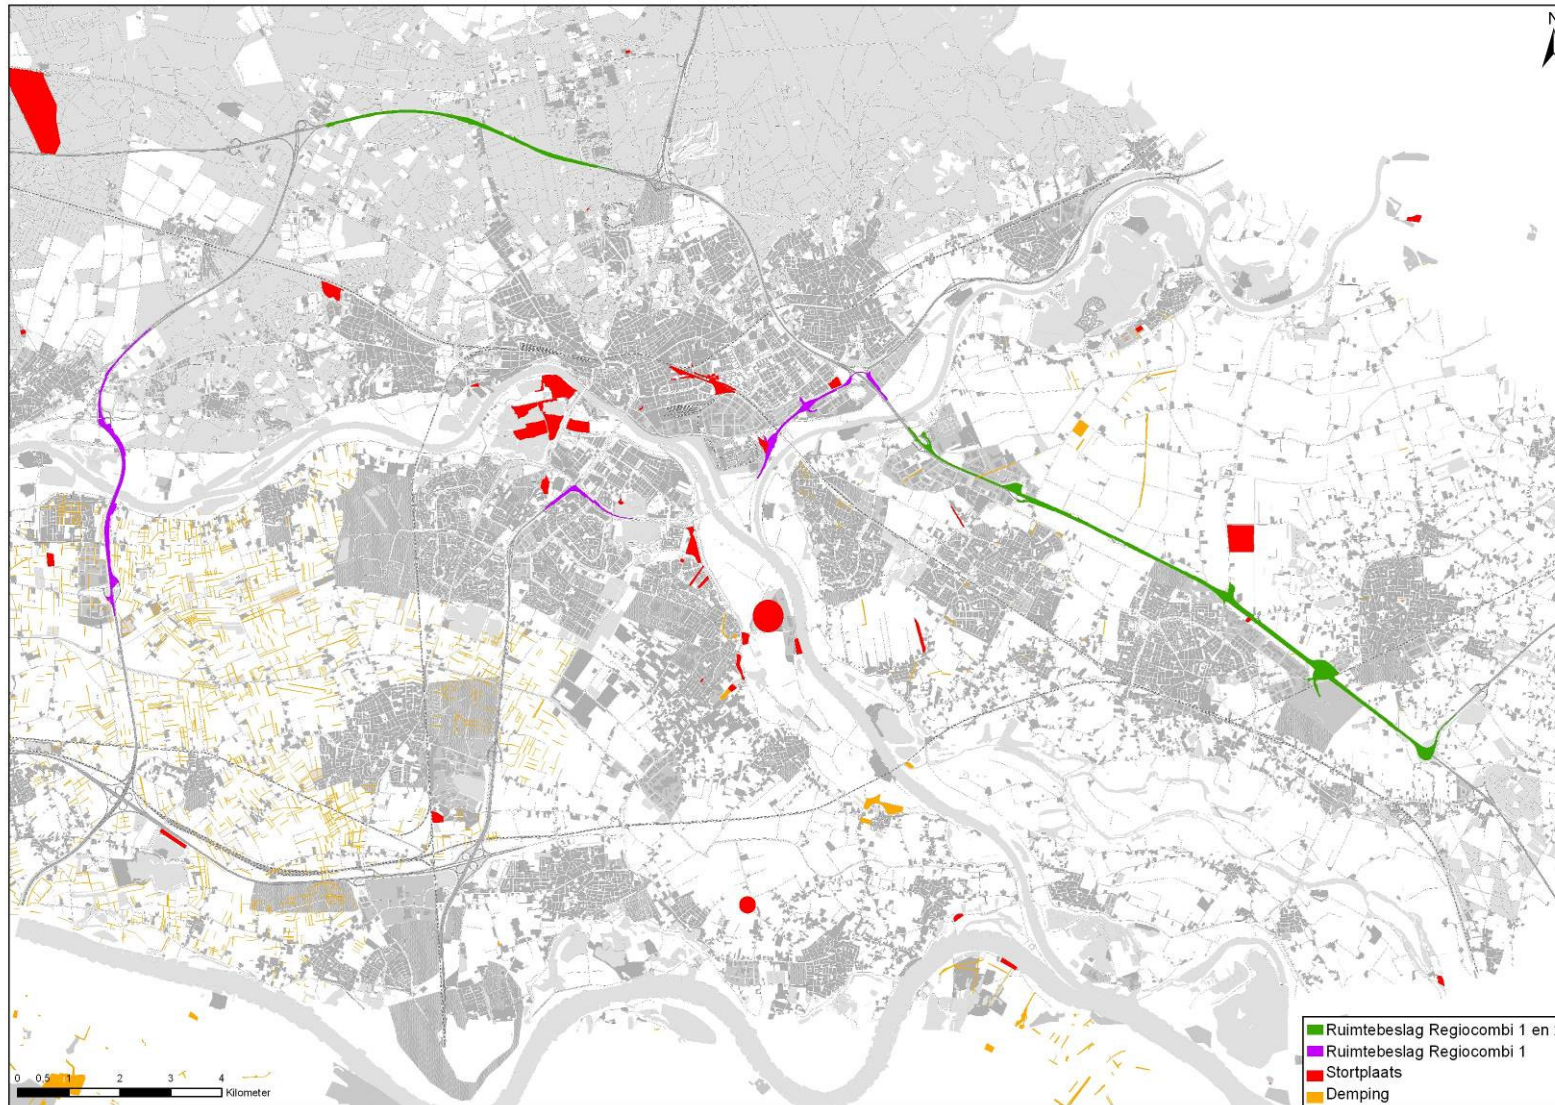 N
Ruimtebeslag Regiocombi 1 en
Ruimtebeslag Regiocombi 1
Stortplaats
Demping
0 0,5 1 2 3 4
Kilometer